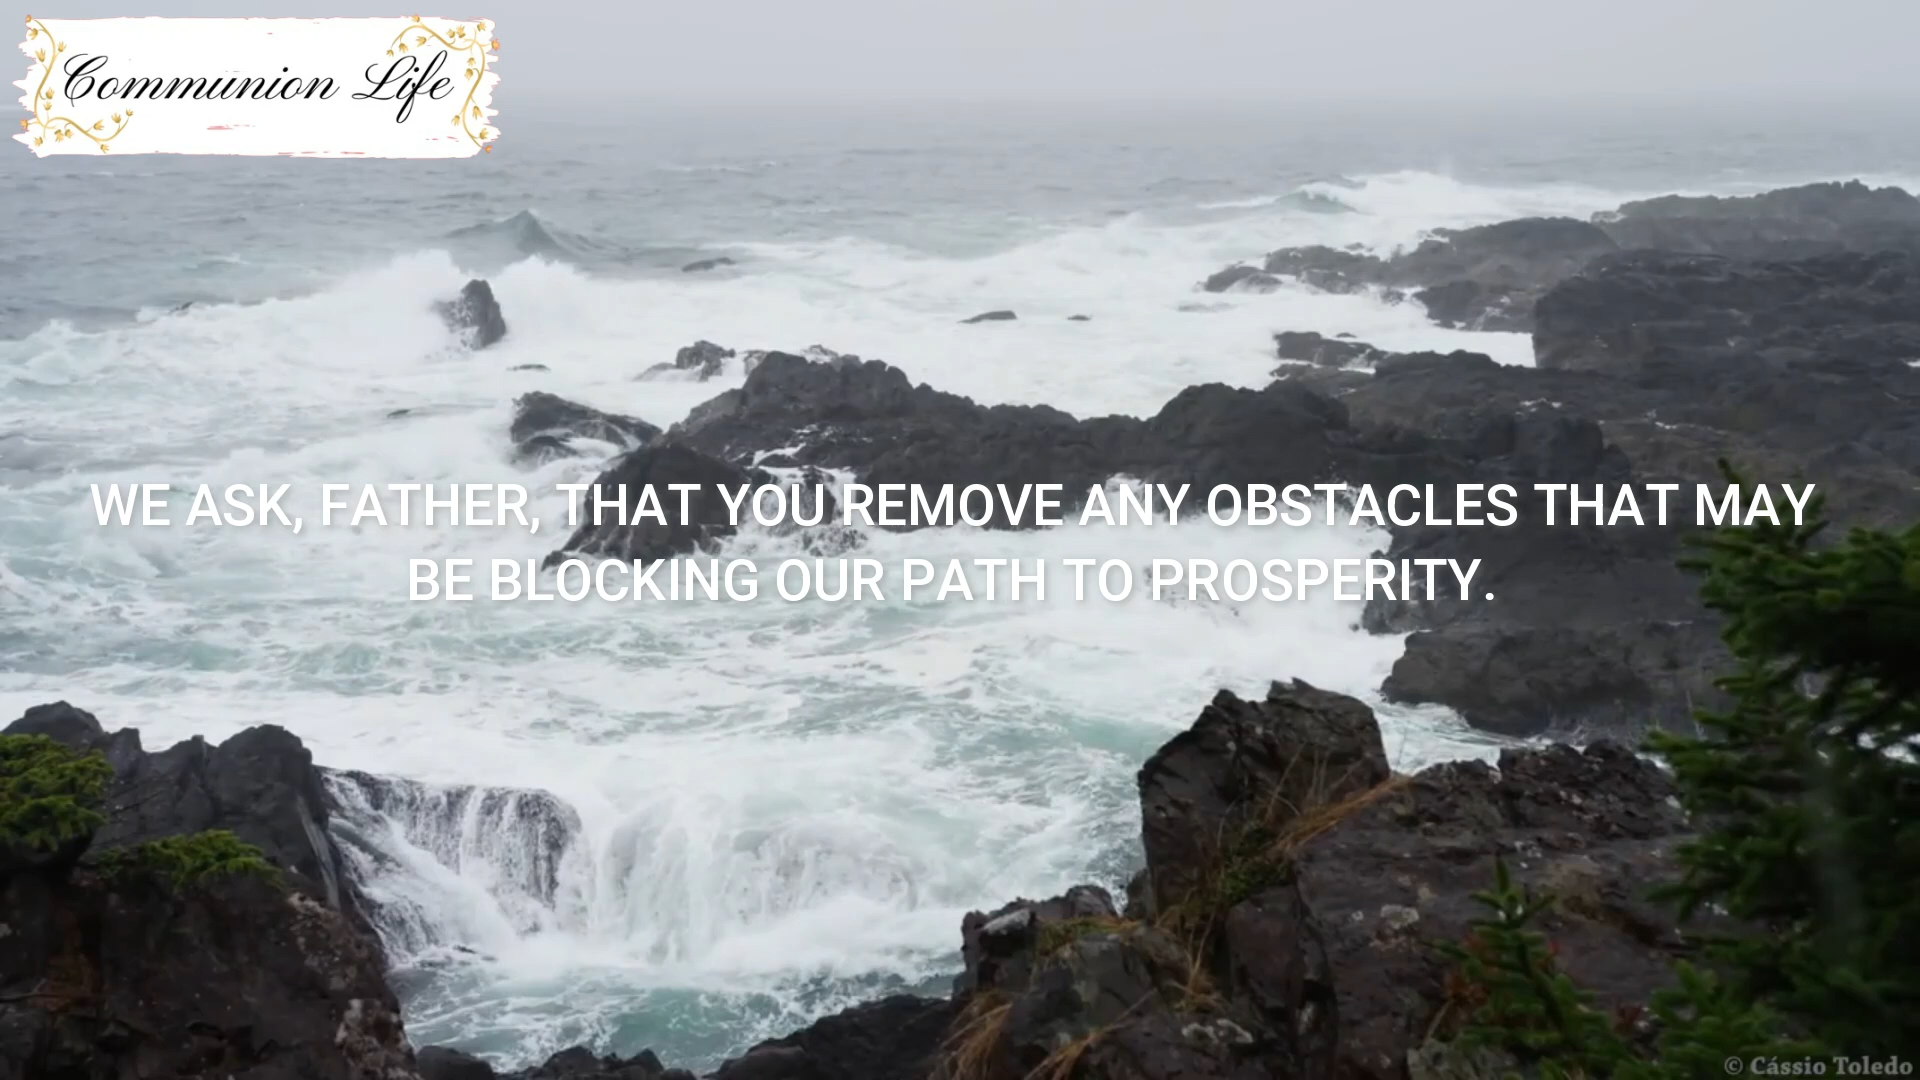 Communion Life
WE ASK, FATHER, THAT YOU REMOVE ANY OBSTACLES THAT MAY
BE BLOCKING OUR PATH TO PROSPERITY.
© Cássio Toledo